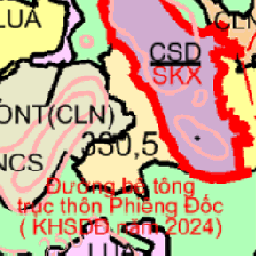 LUA
CLN
CSD
SKX
ONT(CLN)
330,5
NCS
Đường bê tông
trục thôn Phiêng Đốc
( KHSDĐ năm 2024)
LUA